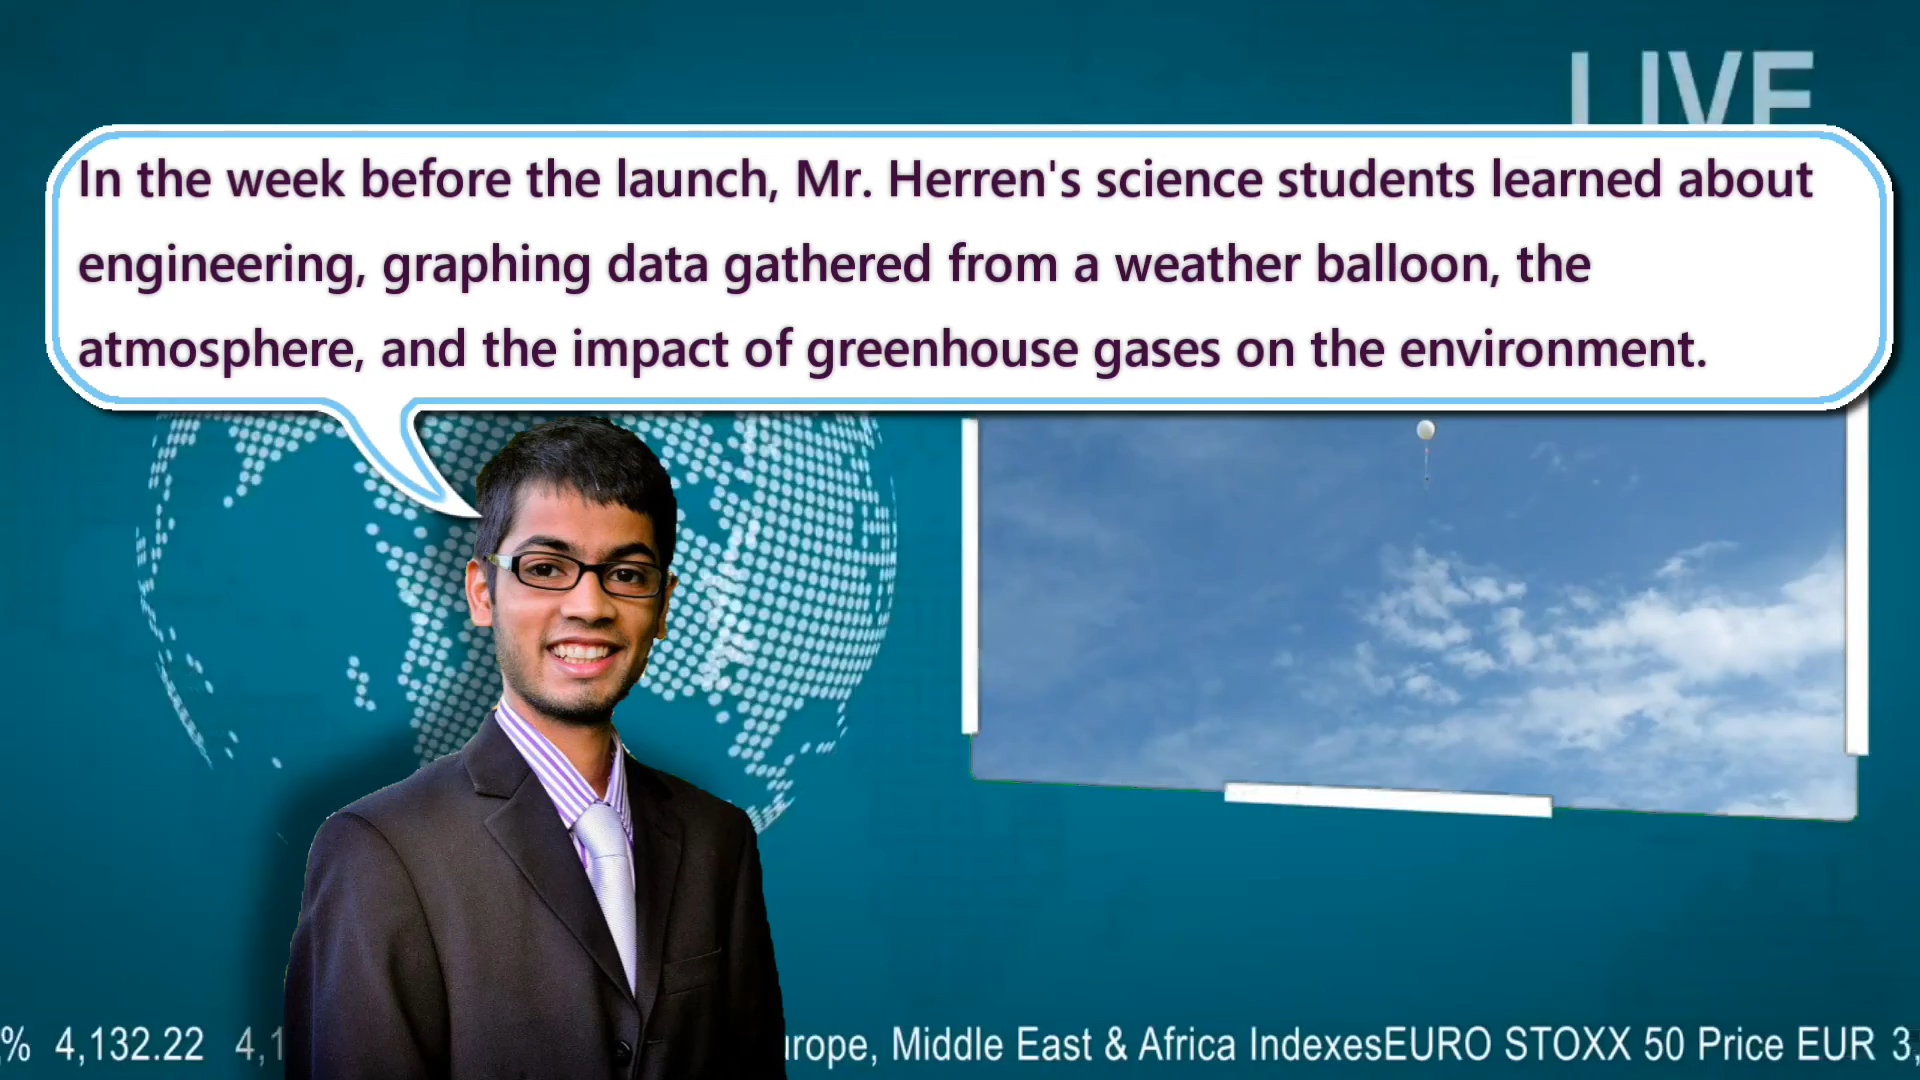 LIVE
In the week before the launch, Mr. Herren's science students learned about
engineering, graphing data gathered from a weather balloon, the
atmosphere, and the impact of greenhouse gases on the environment.
% 4,132.22 4,1
urope, Middle East & Africa IndexesEURO STOXX 50 Price EUR 3,